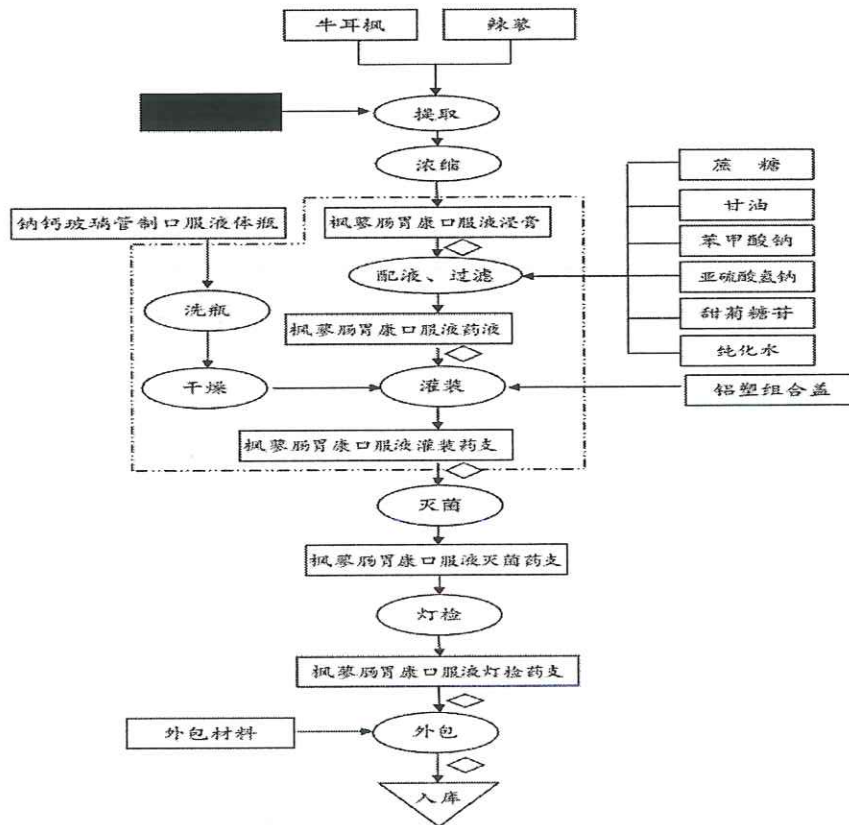 牛耳枫
辣蓼
提取
浓缩
蔗糖
钠钙玻璃管制口服液体瓶
枫蓼肠胃康口服液浸膏
甘油
苯甲酸钠
配液、过滤
亚硫酸氢钠
洗瓶
枫蓼肠胃康口服液药液
甜菊糖苷
纯化水
干燥
灌装
铝塑组合盖
枫蓼肠胃康口服液灌装药支
灭菌
枫蓼肠胃康口服液灭菌药支
灯检
枫蓼肠胃康口服液灯检药支
外包材料
外包
入库